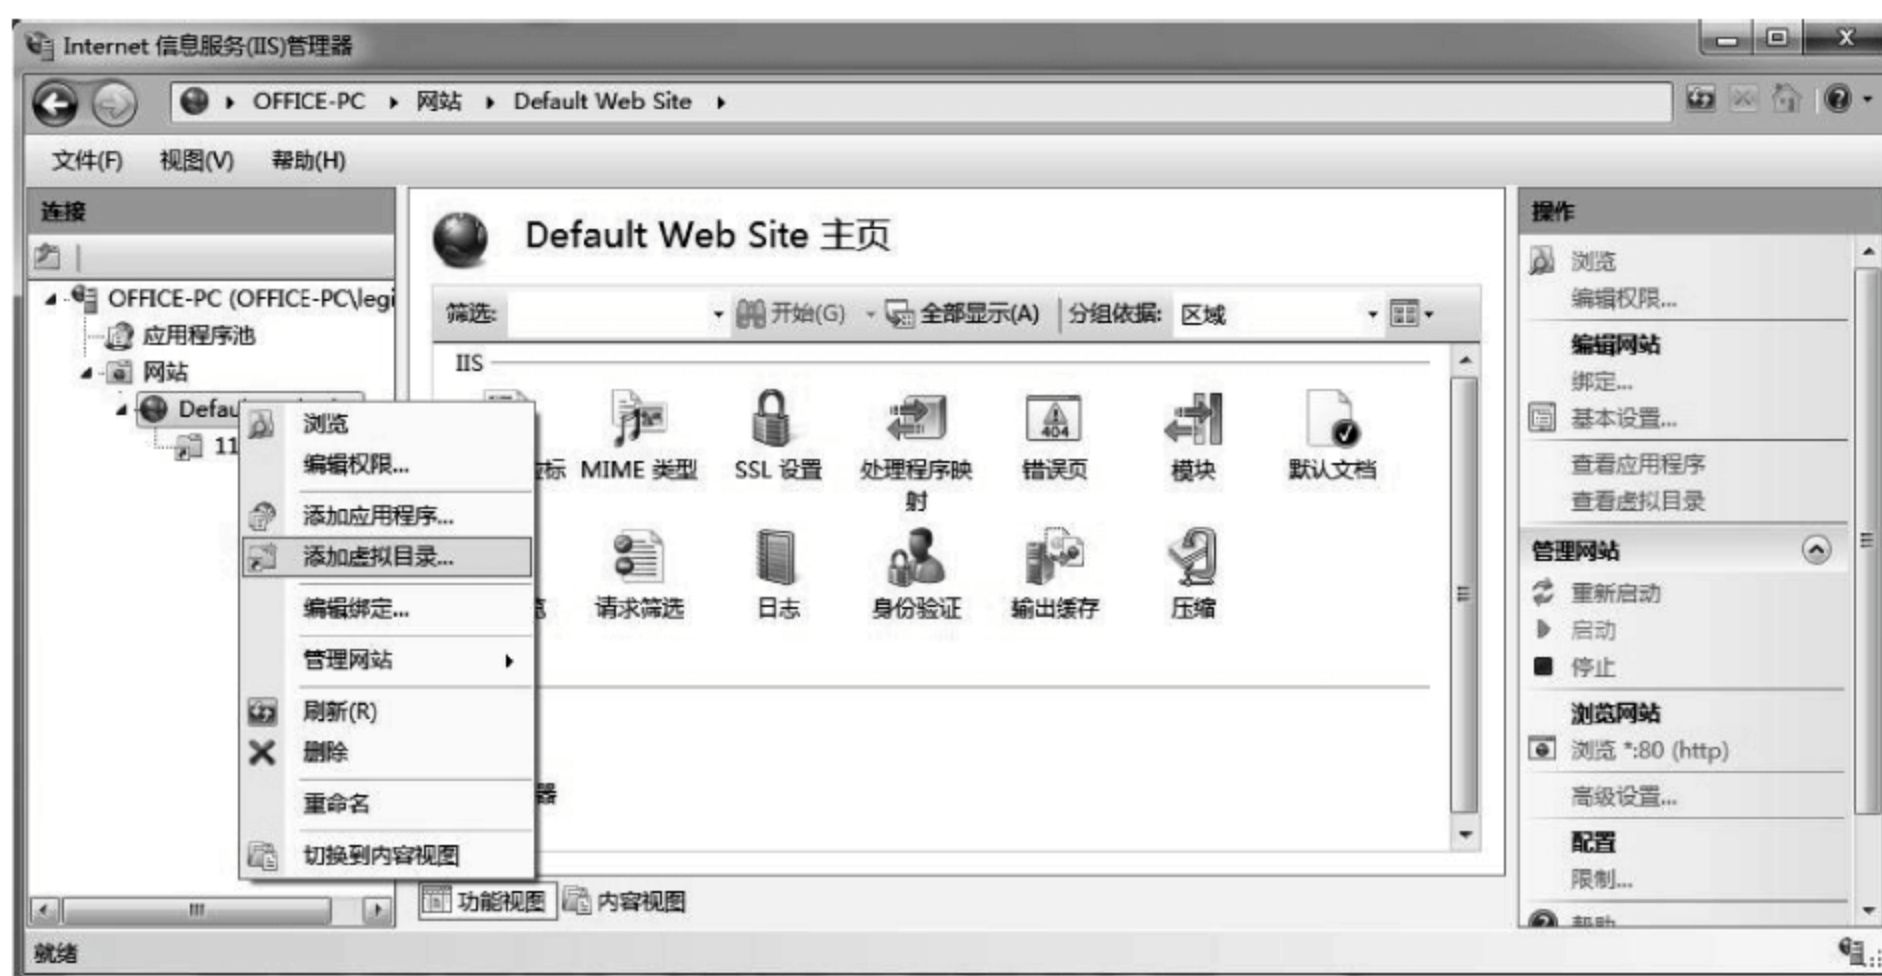 Internet 信息服务(IIS)管理器
OFFICE-PC 网站 Default Web Site
文件(F) 视图(V) 帮助(H)
连接
OFFICE-PC (OFFICE-PC\legi
应用程序池
网站
Defau
11
浏览
编辑权限...
添加应用程序...
添加虚拟目录...
编辑绑定...
管理网站
刷新(R)
删除
重命名
切换到内容视图
Default Web Site 主页
筛选: 开始(G) 全部显示(A) 分组依据: 区域
IIS
标 MIME 类型 SSL 设置 处理程序映射 错误页 模块 默认文档
请求筛选 日志 身份验证 输出缓存 压缩
器
功能视图 内容视图
操作
浏览
编辑权限...
编辑网站
绑定...
基本设置...
查看应用程序
查看虚拟目录
管理网站
重新启动
启动
停止
浏览网站
浏览 *:80 (http)
高级设置...
配置
限制...
帮助
就绪